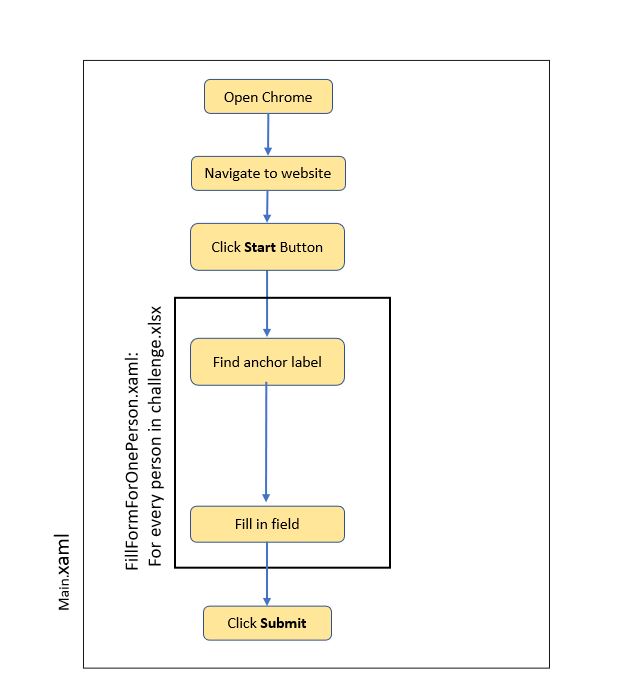 Open Chrome
Navigate to website
Click Start Button
FillFormForOnePerson.xaml:
For every person in challenge.xlsx
Find anchor label
Fill in field
Main.xaml
Click Submit